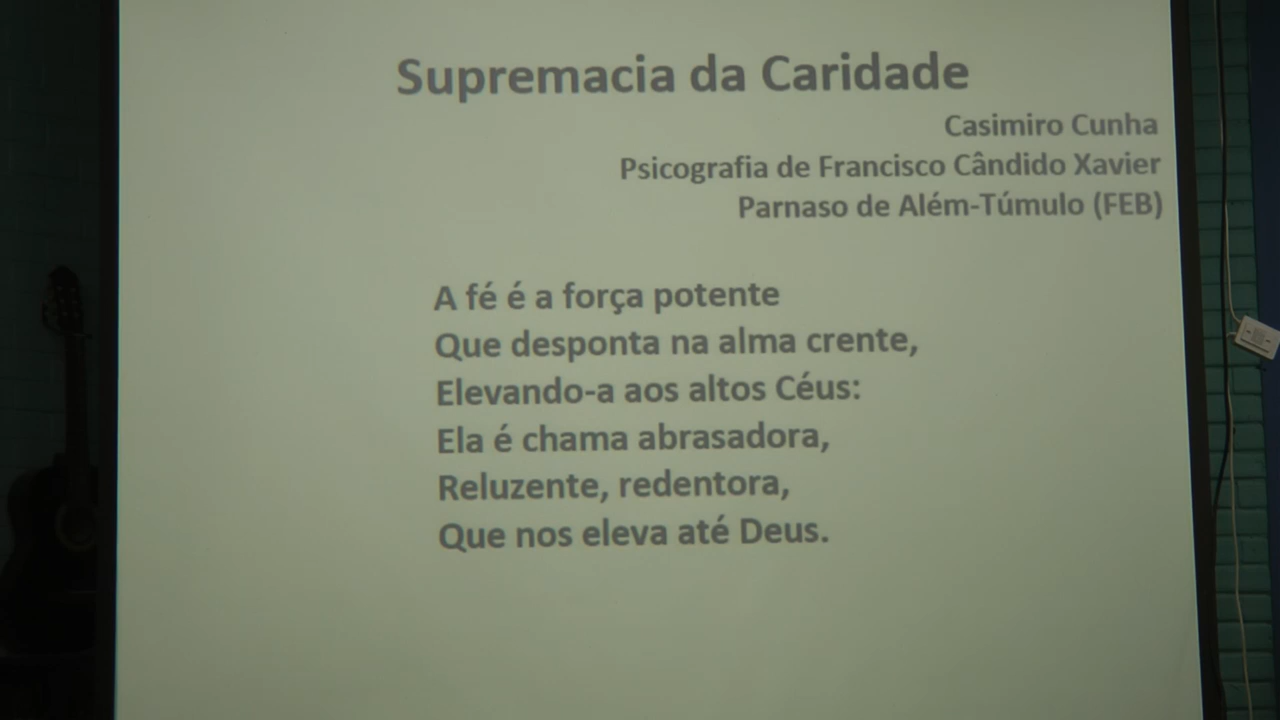 Supremacia da Caridade
Casimiro Cunha
Psicografia de Francisco Cândido Xavier
Parnaso de Além-Túmulo (FEB)
A fé é a força potente
Que desponta na alma crente,
Elevando-a aos altos Céus:
Ela é chama abrasadora,
Reluzente, redentora,
Que nos eleva até Deus.